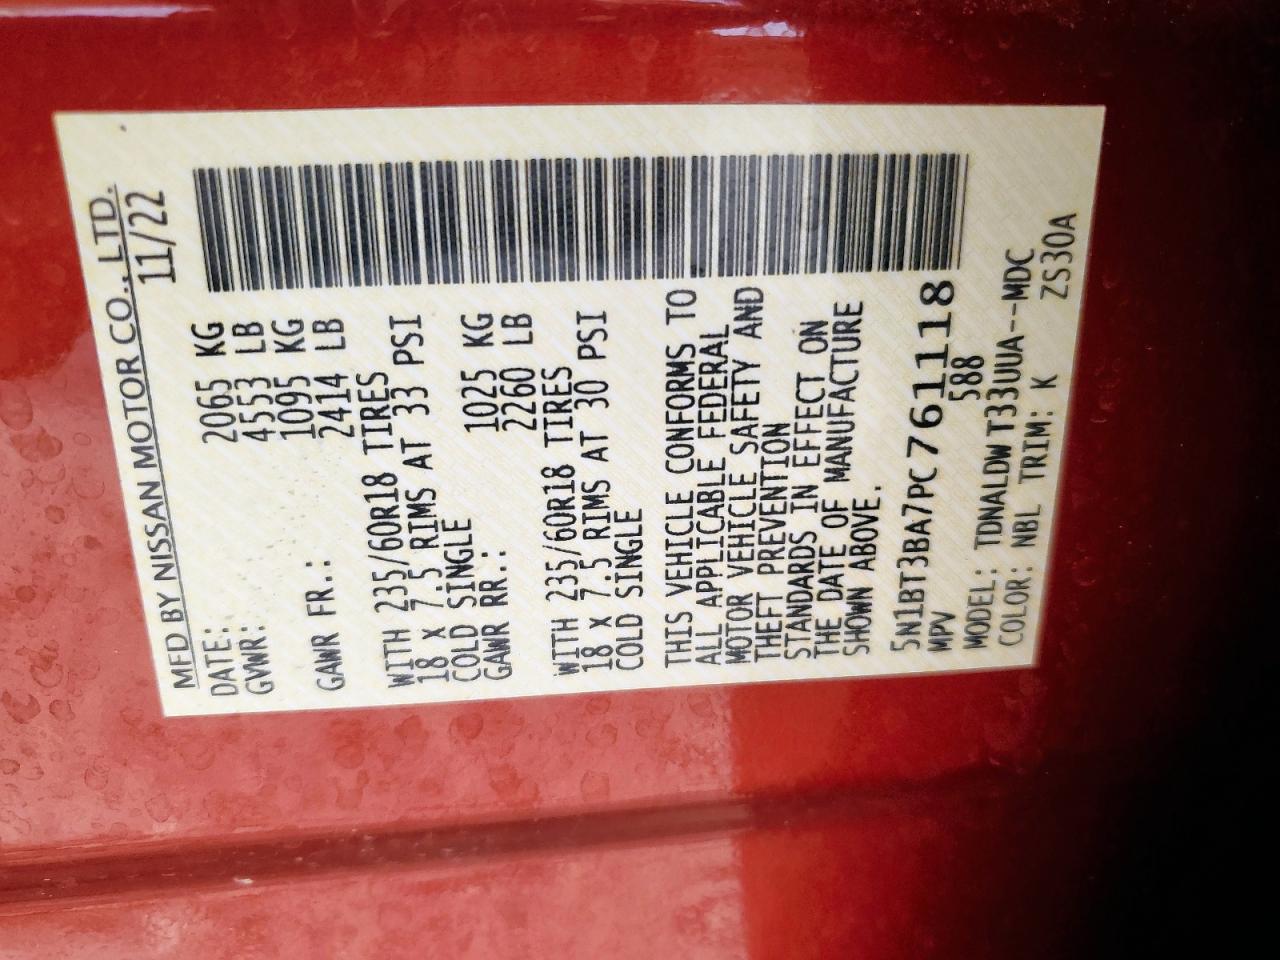 MFD BY NISSAN MOTOR CO., LTD.
DATE: 11/22
GVWR: 2065 KG
4553 LB
1095 KG
GAWR FR.: 2414 LB
WITH 235/60R18 TIRES
18 x 7.5 RIMS AT 33 PSI
COLD SINGLE 1025 KG
GAWR RR.: 2260 LB
WITH 235/60R18 TIRES
18 x 7.5 RIMS AT 30 PSI
COLD SINGLE
THIS VEHICLE CONFORMS TO
ALL APPLICABLE FEDERAL
MOTOR VEHICLE SAFETY AND
THEFT PREVENTION
STANDARDS IN EFFECT ON
THE DATE OF MANUFACTURE
SHOWN ABOVE.
5N1BT3BA7PC761118
MPV 588
MODEL: TDNALDW T33UUA--MDC
COLOR: NBL TRIM: K ZS30A